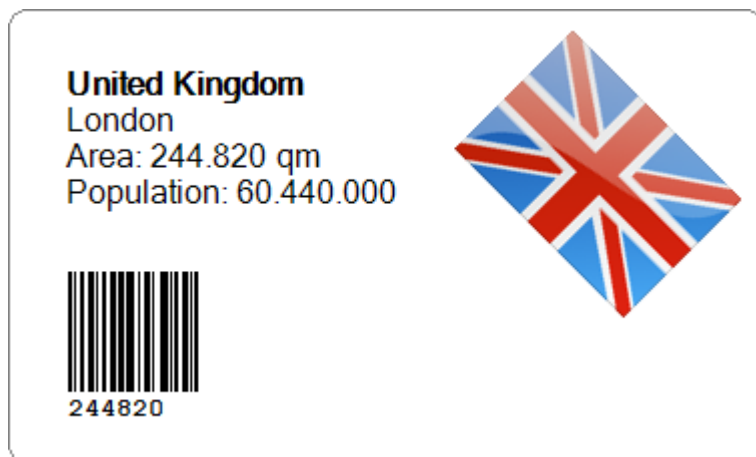 United Kingdom
London
Area: 244.820 qm
Population: 60.440.000
244820